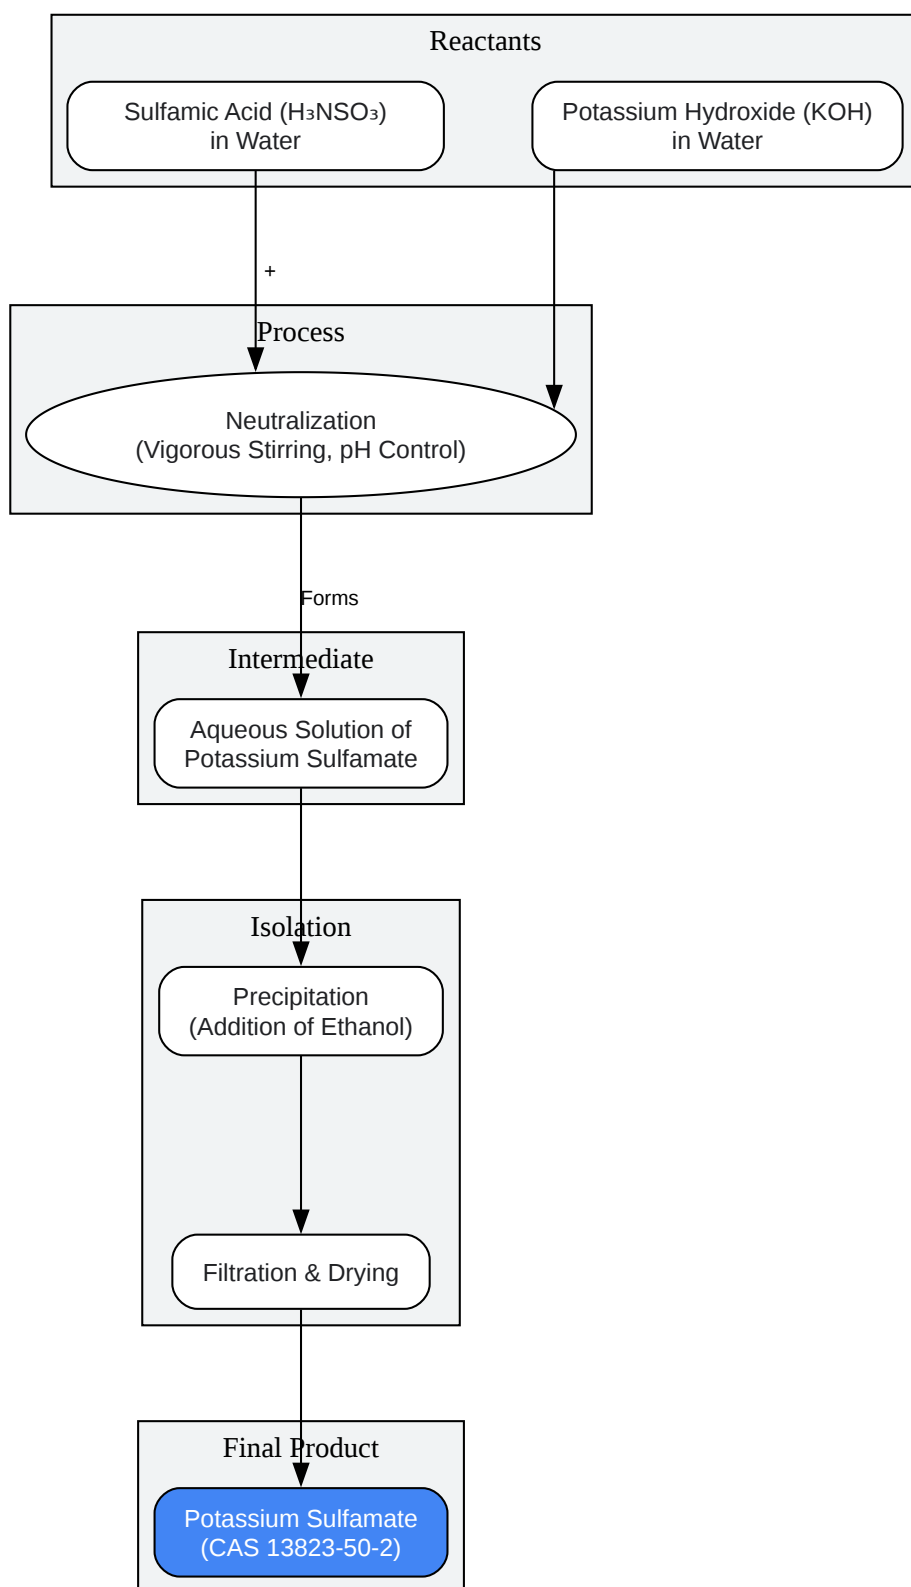 Reactants
Sulfamic Acid (H₃NSO₃)
in Water
Potassium Hydroxide (KOH)
in Water
+
Process
Neutralization
(Vigorous Stirring, pH Control)
Forms
Intermediate
Aqueous Solution of
Potassium Sulfamate
Isolation
Precipitation
(Addition of Ethanol)
Filtration & Drying
Final Product
Potassium Sulfamate
(CAS 13823-50-2)